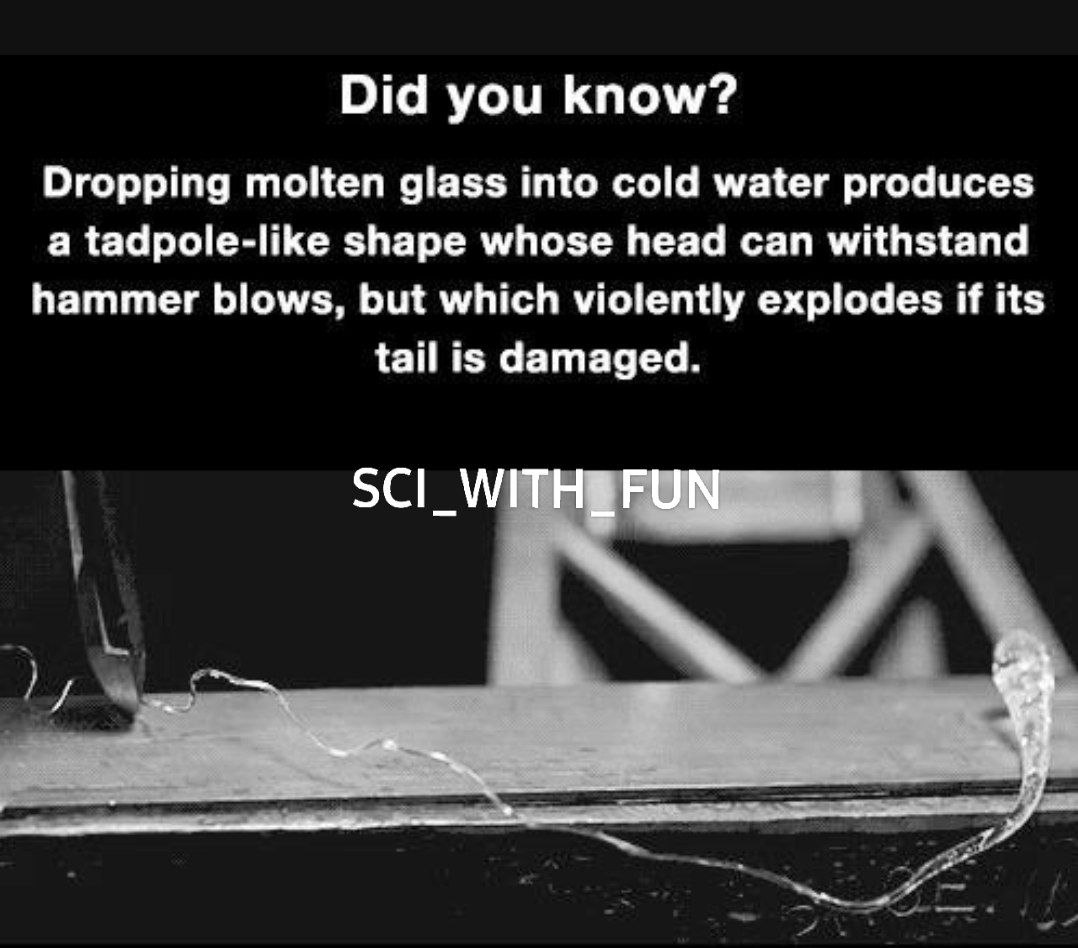 Did you know?
Dropping molten glass into cold water produces
a tadpole-like shape whose head can withstand
hammer blows, but which violently explodes if its
tail is damaged.
SCI_WITH_FUN